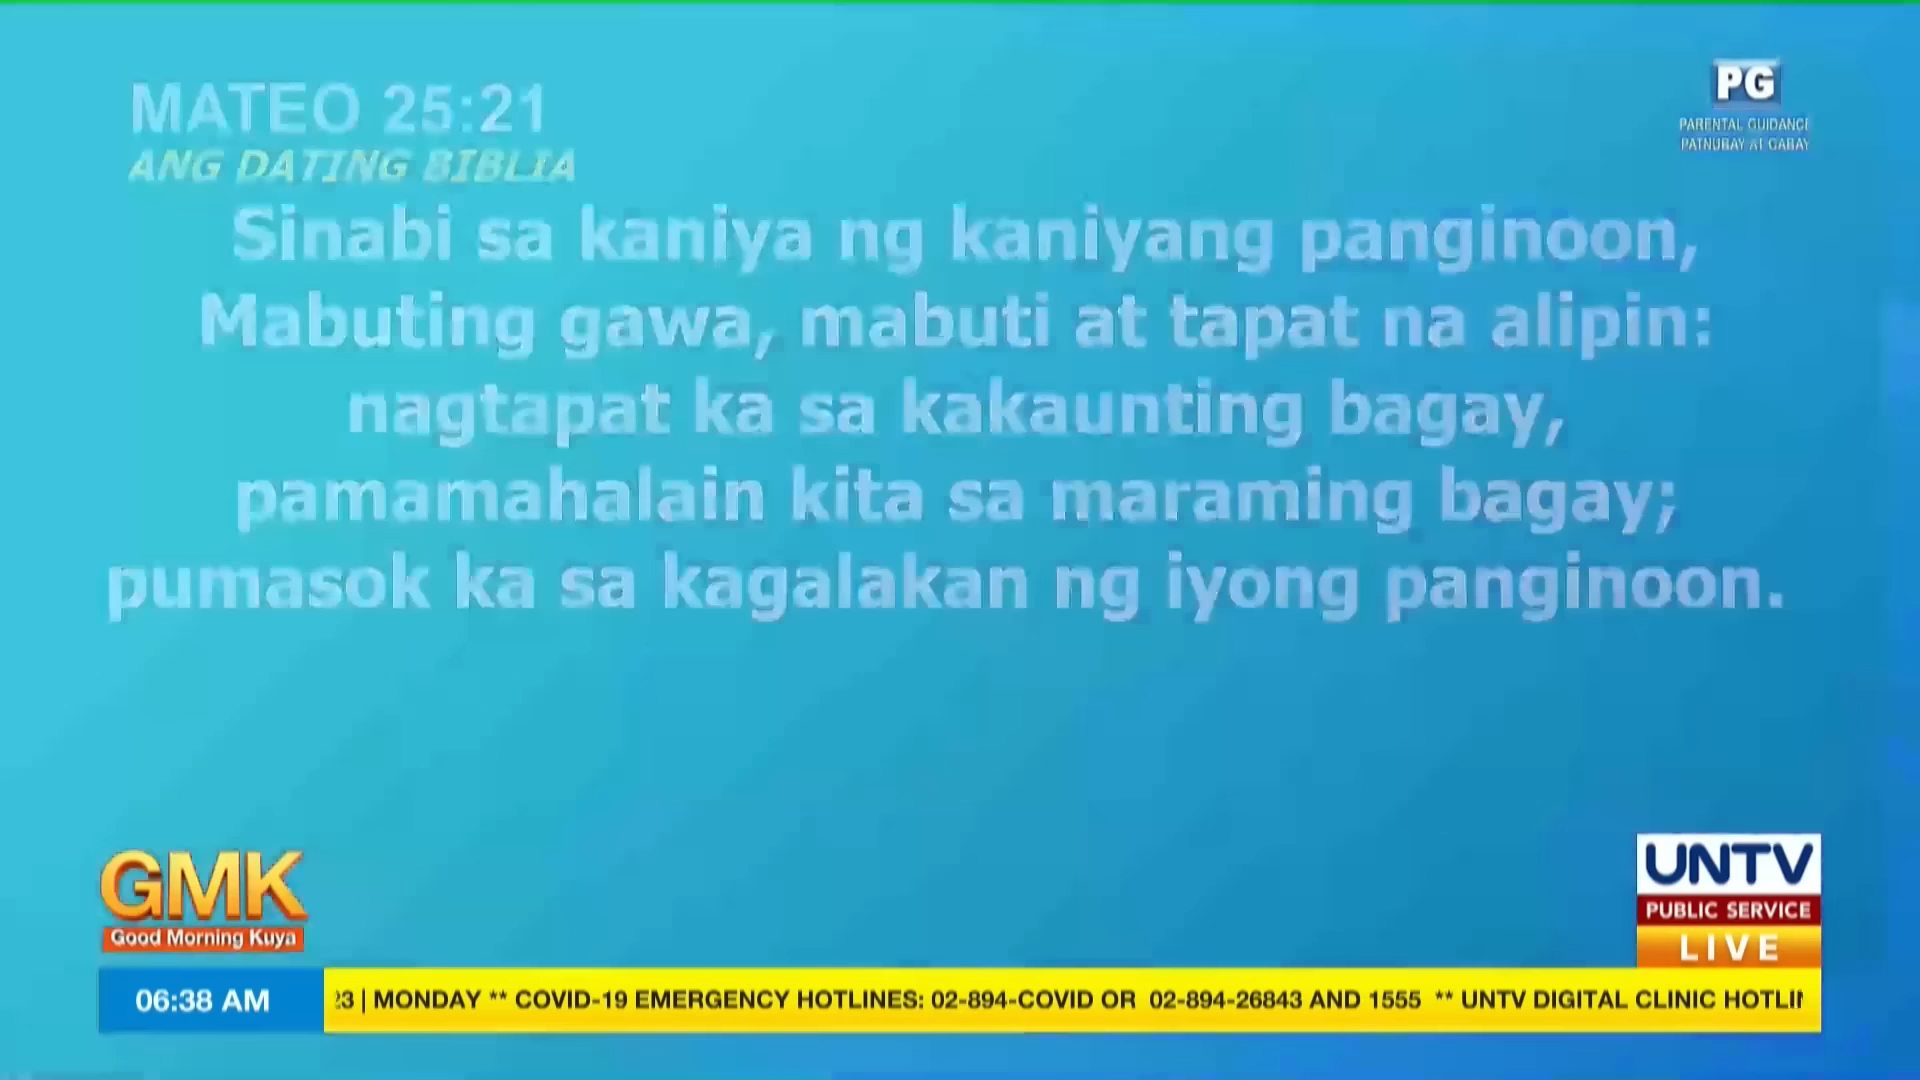 MATEO 25:21
ANG DATING BIBLIA
Sinabi sa kaniya ng kaniyang panginoon,
Mabuting gawa, mabuti at tapat na alipin:
nagtapat ka sa kakaunting bagay,
pamamahalain kita sa maraming bagay;
pumasok ka sa kagalakan ng iyong panginoon.
PG
PARENTAL GUIDANCE
PATNUBAY AT GABAY
GMK
Good Morning Kuya
UNTV
PUBLIC SERVICE
LIVE
06:38 AM
23 | MONDAY ** COVID-19 EMERGENCY HOTLINES: 02-894-COVID OR 02-894-26843 AND 1555 ** UNTV DIGITAL CLINIC